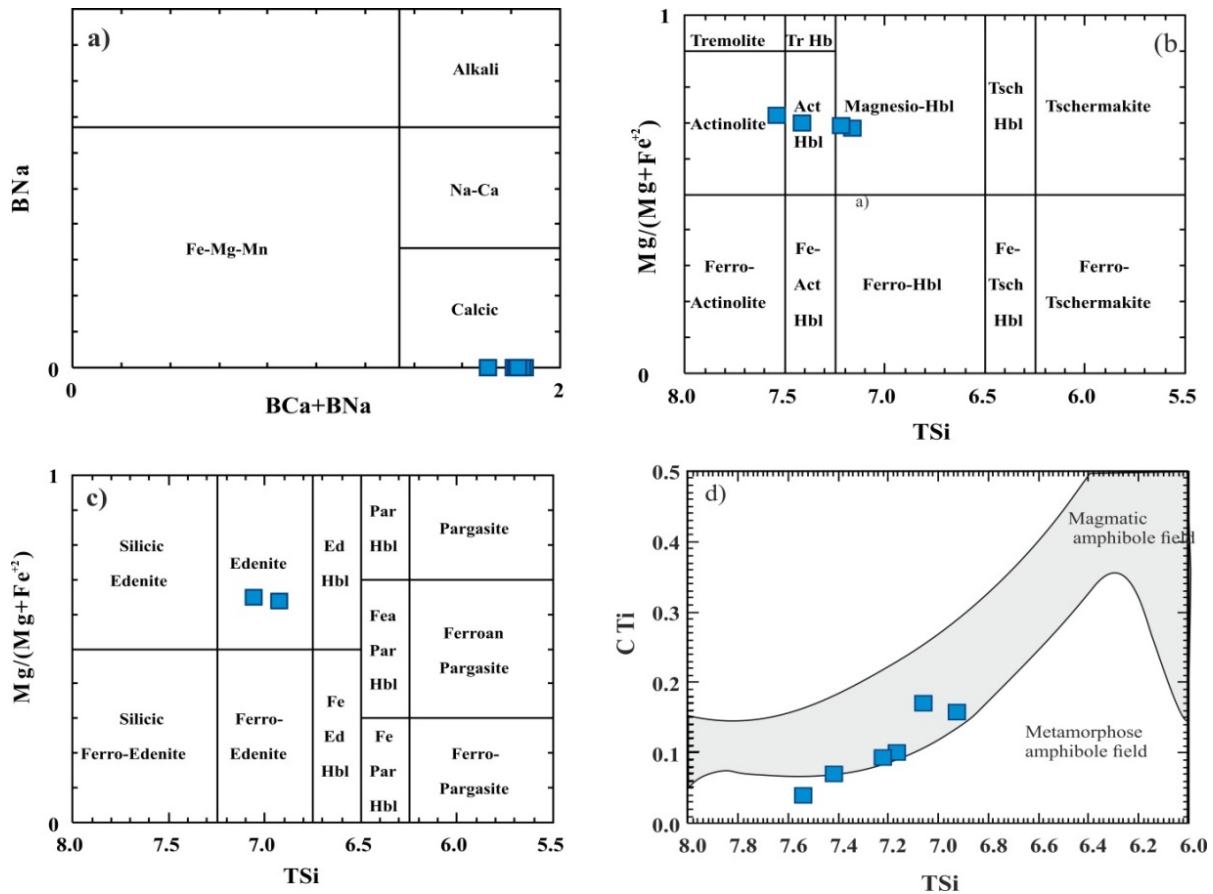 a)
Alkali
Na-Ca
Fe-Mg-Mn
Calcic
BNa
0
0
2
BCa+BNa
(b
1
Tremolite
Tr Hb
Actinolite
Act
Hbl
Magnesio-Hbl
Tsch
Hbl
Tschermakite
a)
Ferro-
Actinolite
Fe-
Act
Hbl
Ferro-Hbl
Fe-
Tsch
Hbl
Ferro-
Tschermakite
Mg/(Mg+Fe+2)
0
8.0
7.5
7.0
6.5
6.0
5.5
TSi
c)
1
Silicic
Edenite
Edenite
Ed
Hbl
Par
Hbl
Pargasite
Fea
Par
Hbl
Ferroan
Pargasite
Silicic
Ferro-Edenite
Ferro-
Edenite
Fe
Ed
Hbl
Fe
Par
Hbl
Ferro-
Pargasite
Mg/(Mg+Fe+2)
0
8.0
7.5
7.0
6.5
6.0
5.5
TSi
d)
0.5
0.4
0.3
0.2
0.1
0.0
C Ti
Magmatic
amphibole field
Metamorphose
amphibole field
8.0
7.8
7.6
7.4
7.2
7.0
6.8
6.6
6.4
6.2
6.0
TSi